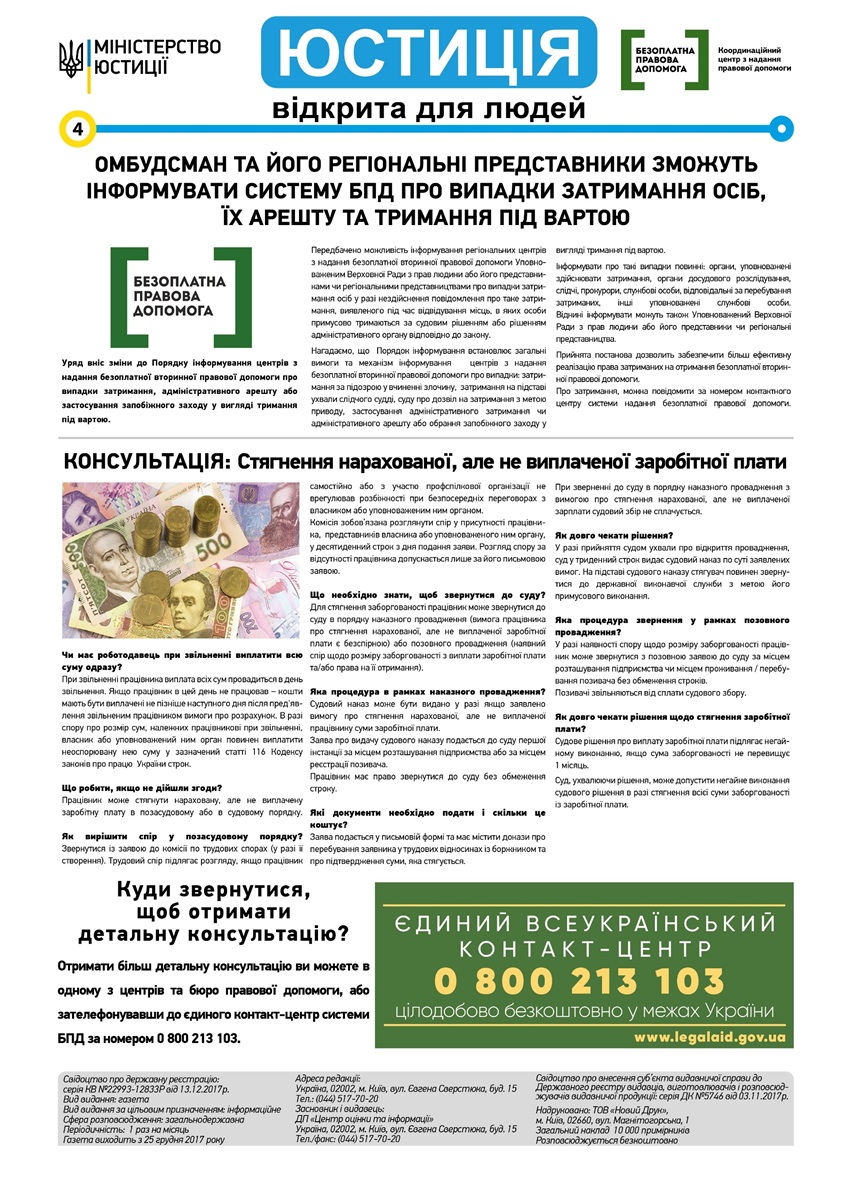 МІНІСТЕРСТВО
ЮСТИЦІЇ
ЮСТИЦІЯ
відкрита для людей
БЕЗОПЛАТНА
ПРАВОВА
ДОПОМОГА
Координаційний
центр з надання
правової допомоги
4
ОМБУДСМАН ТА ЙОГО РЕГІОНАЛЬНІ ПРЕДСТАВНИКИ ЗМОЖУТЬ
ІНФОРМУВАТИ СИСТЕМУ БПД ПРО ВИПАДКИ ЗАТРИМАННЯ ОСІБ,
ЇХ АРЕШТУ ТА ТРИМАННЯ ПІД ВАРТОЮ
БЕЗОПЛАТНА
ПРАВОВА
ДОПОМОГА
Уряд вніс зміни до Порядку інформування центрів з
надання безоплатної вторинної правової допомоги про
випадки затримання, адміністративного арешту або
застосування запобіжного заходу у вигляді тримання
під вартою.
Передбачено можливість інформування регіональних центрів
з надання безоплатної вторинної правової допомоги Уповно-
важеним Верховної Ради з прав людини або його представни-
ками чи регіональними представництвами про випадки затри-
мання осіб у разі нездійснення повідомлення про таке затри-
мання, виявленого під час відвідування місць, в яких особи
примусово тримаються за судовим рішенням або рішенням
адміністративного органу відповідно до закону.
Нагадаємо, що Порядок інформування встановлює загальні
вимоги та механізм інформування центрів з надання
безоплатної вторинної правової допомоги про випадки: затри-
мання за підозрою у вчиненні злочину, затримання на підставі
ухвали слідчого судді, суду про дозвіл на затримання з метою
приводу, застосування адміністративного затримання чи
адміністративного арешту або обрання запобіжного заходу у
вигляді тримання під вартою.
Інформувати про такі випадки повинні: органи, уповноважені
здійснювати затримання, органи досудового розслідування,
слідчі, прокурори, службові особи, відповідальні за перебування
затриманих, інші уповноважені службові особи.
Віднині інформувати можуть також Уповноважений Верховної
Ради з прав людини або його представники чи регіональні
представництва.
Прийнята постанова дозволить забезпечити більш ефективну
реалізацію права затриманих на отримання безоплатної вторин-
ної правової допомоги.
Про затримання, можна повідомити за номером контактного
центру системи надання безоплатної правової допомоги.
КОНСУЛЬТАЦІЯ: Стягнення нарахованої, але не виплаченої заробітної плати
500
500
П'ЯТСОТ
Чи має роботодавець при звільненні виплатити всю
суму одразу?
При звільненні працівника виплата всіх сум провадиться в день
звільнення. Якщо працівник в цей день не працював – кошти
мають бути виплачені не пізніше наступного дня після пред'яв-
лення звільненим працівником вимоги про розрахунок. В разі
спору про розмір сум, належних працівникові при звільненні,
власник або уповноважений ним орган повинен виплатити
неоспорювану нею суму у зазначений статті 116 Кодексу
законів про працю України строк.
Що робити, якщо не дійшли згоди?
Працівник може стягнути нараховану, але не виплачену
заробітну плату в позасудовому або в судовому порядку.
Як вирішити спір у позасудовому порядку?
Звернутися із заявою до комісії по трудових спорах (у разі її
створення). Трудовий спір підлягає розгляду, якщо працівник
самостійно або з участю профспілкової організації не
врегулював розбіжності при безпосередніх переговорах з
власником або уповноваженим ним органом.
Комісія зобов'язана розглянути спір у присутності працівни-
ка, представників власника або уповноваженого ним органу,
у десятиденний строк з дня подання заяви. Розгляд спору за
відсутності працівника допускається лише за його письмовою
заявою.
Що необхідно знати, щоб звернутися до суду?
Для стягнення заборгованості працівник може звернутися до
суду в порядку наказного провадження (вимога працівника
про стягнення нарахованої, але не виплаченої заробітної
плати є безспірною) або позовного провадження (наявний
спір щодо розміру заборгованості з виплати заробітної плати
та/або права на її отримання).
Яка процедура в рамках наказного провадження?
Судовий наказ може бути видано у разі якщо заявлено
вимогу про стягнення нарахованої, але не виплаченої
працівнику суми заробітної плати.
Заява про видачу судового наказу подається до суду першої
інстанції за місцем розташування підприємства або за місцем
реєстрації позивача.
Працівник має право звернутися до суду без обмеження
строку.
Які документи необхідно подати і скільки це
коштує?
Заява подається у письмовій формі та має містити докази про
перебування заявника у трудових відносинах із боржником та
про підтвердження суми, яка стягується.
При зверненні до суду в порядку наказного провадження з
вимогою про стягнення нарахованої, але не виплаченої
зарплати судовий збір не сплачується.
Як довго чекати рішення?
У разі прийняття судом ухвали про відкриття провадження,
суд у триденний строк видає судовий наказ по суті заявлених
вимог. На підставі судового наказу стягувач повинен зверну-
тися до державної виконавчої служби з метою його
примусового виконання.
Яка процедура звернення у рамках позовного
провадження?
У разі наявності спору щодо розміру заборгованості праців-
ник може звернутися з позовною заявою до суду за місцем
розташування підприємства чи місцем проживання / перебу-
вання позивача без обмеження строків.
Позивачі звільняються від сплати судового збору.
Як довго чекати рішення щодо стягнення заробітної
плати?
Судове рішення про виплату заробітної плати підлягає негай-
ному виконанню, якщо сума заборгованості не перевищує
1 місяць.
Суд, ухвалюючи рішення, може допустити негайне виконання
судового рішення в разі стягнення всієї суми заборгованості
із заробітної плати.
Куди звернутися,
щоб отримати
детальну консультацію?
Отримати більш детальну консультацію ви можете в
одному з центрів та бюро правової допомоги, або
зателефонувавши до єдиного контакт-центр системи
БПД за номером 0 800 213 103.
ЄДИНИЙ ВСЕУКРАЇНСЬКИЙ
КОНТАКТ-ЦЕНТР
0 800 213 103
цілодобово безкоштовно у межах України
www.legalaid.gov.ua
Свідоцтво про державну реєстрацію:
серія КВ №22993-12833Р від 13.12.2017р.
Вид видання: газета
Вид видання за цільовим призначенням: інформаційне
Сфера розповсюдження: загальнодержавна
Періодичність: 1 раз на місяць
Газета виходить з 25 грудня 2017 року
Адреса редакції:
Україна, 02002, м. Київ, вул. Євгена Сверстюка, буд. 15
Тел.: (044) 517-70-20
Засновник і видавець:
ДП «Центр оцінки та інформації»
Україна, 02002, м. Київ, вул. Євгена Сверстюка, буд. 15
Тел./факс: (044) 517-70-20
Свідоцтво про внесення суб'єкта видавничої справи до
Державного реєстру видавців, виготовлювачів і розповсюд-
жувачів видавничої продукції: серія ДК №5746 від 03.11.2017р.
Надруковано: ТОВ «Новий Друк»,
м. Київ, 02660, вул. Магнітогорська, 1
Загальний наклад 10 000 примірників
Розповсюджується безкоштовно